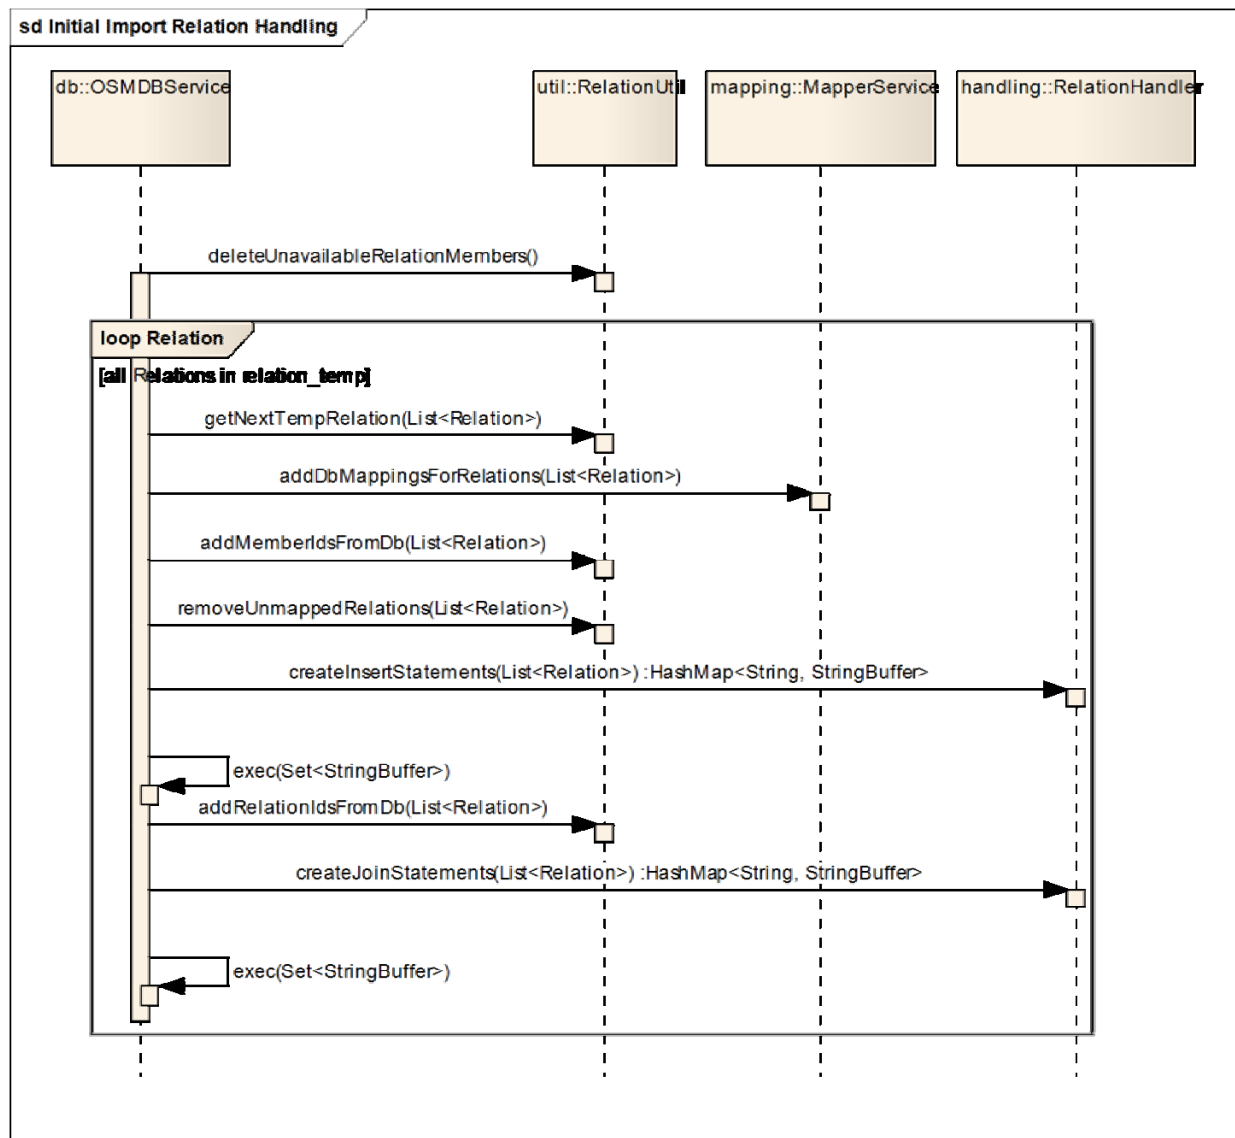 sd Initial Import Relation Handling
db::OSMDBService
util::RelationUtil
mapping::MapperService
handling::RelationHandler
deleteUnavailableRelationMembers()
loop Relation
[all Relations in relation_temp]
getNextTempRelation(List<Relation>)
addDbMappingsForRelations(List<Relation>)
addMemberIdsFromDb(List<Relation>)
removeUnmappedRelations(List<Relation>)
createInsertStatements(List<Relation>) :HashMap<String, StringBuffer>
exec(Set<StringBuffer>)
addRelationIdsFromDb(List<Relation>)
createJoinStatements(List<Relation>) :HashMap<String, StringBuffer>
exec(Set<StringBuffer>)